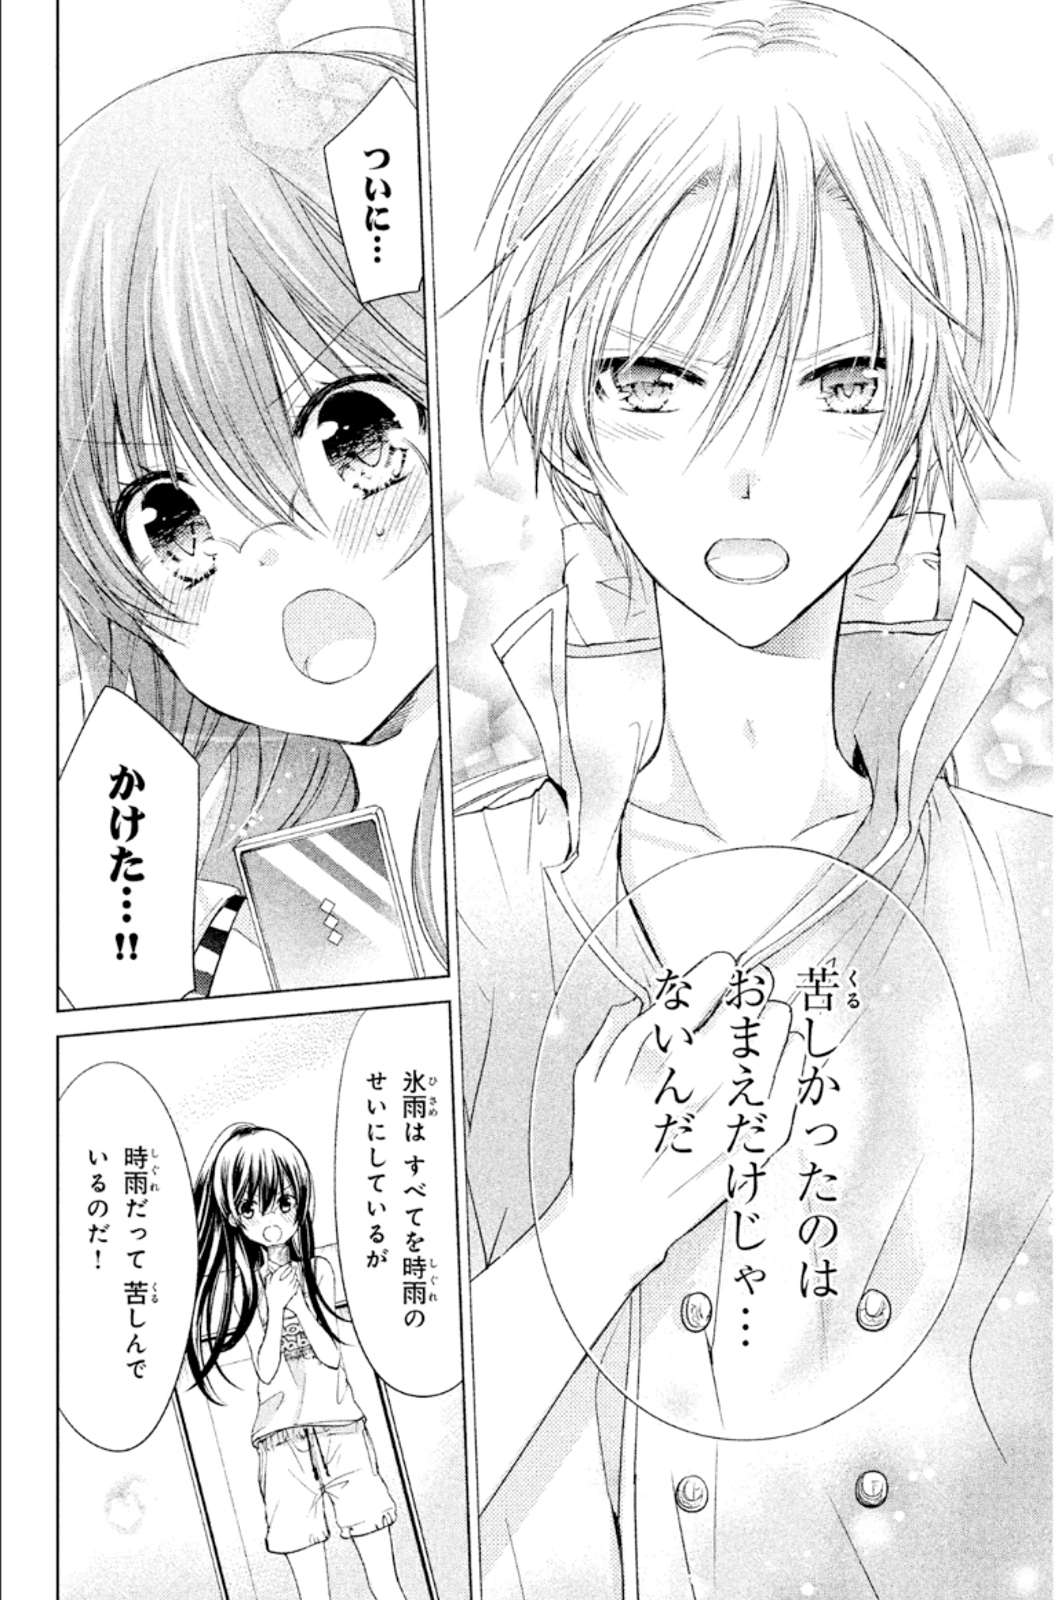 苦しかったのは
おまえだけじゃ…
ないんだ
ついに…
かけた…!!
氷雨は すべてを時雨の
せいにしているが
時雨だって 苦しんで
いるのだ!